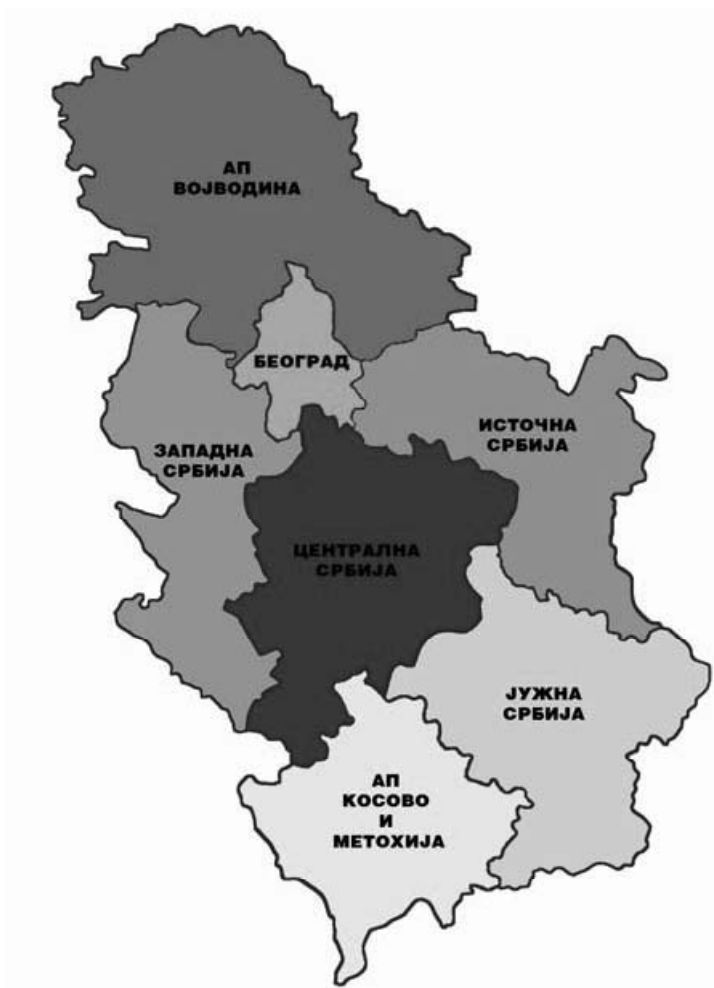 АП
ВОЈВОДИНА
БЕОГРАД
ИСТОЧНА
СРБИЈА
ЗАПАДНА
СРБИЈА
ЦЕНТРАЛНА
СРБИЈА
ЈУЖНА
СРБИЈА
АП
КОСОВО
И
МЕТОХИЈА